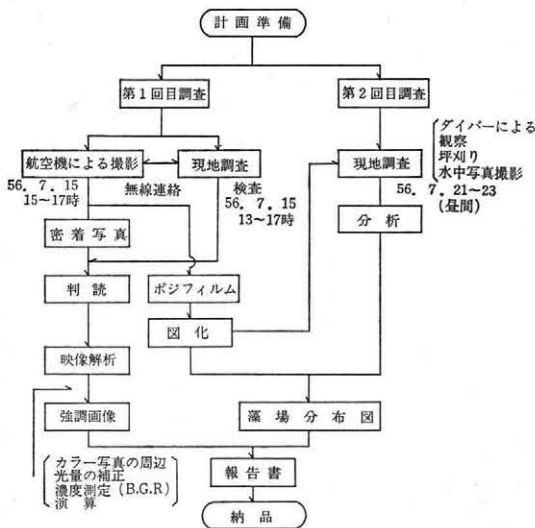 計画準備
第1回目調査
第2回目調査
航空機による撮影
現地調査
現地調査
ダイバーによる
観察
坪刈り
水中写真撮影
56. 7. 15
15~17時
無線連絡
検査
56. 7. 15
13~17時
56. 7. 21~23
(昼間)
密着写真
分析
判読
ポジフィルム
図化
映像解析
強調画像
藻場分布図
カラー写真の周辺
光量の補正
濃度測定(B.G.R)
演算
報告書
納品